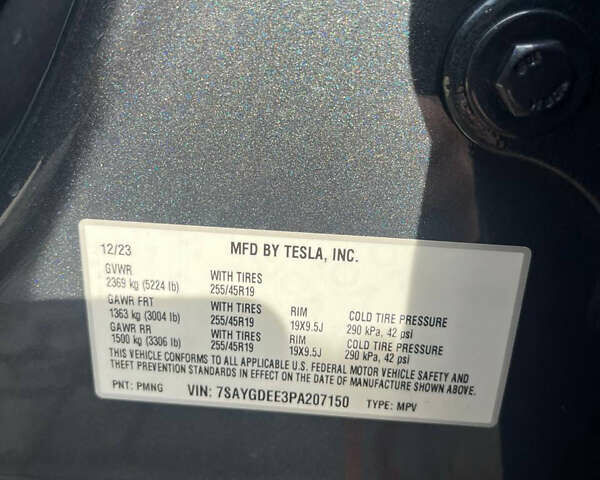 12/23 MFD BY TESLA, INC.
GVWR WITH TIRES
2369 kg (5224 lb) 255/45R19
GAWR FRT WITH TIRES RIM COLD TIRE PRESSURE
1363 kg (3004 lb) 255/45R19 19X9.5J 290 kPa, 42 psi
GAWR RR WITH TIRES RIM COLD TIRE PRESSURE
1500 kg (3306 lb) 255/45R19 19X9.5J 290 kPa, 42 psi
THIS VEHICLE CONFORMS TO ALL APPLICABLE U.S. FEDERAL MOTOR VEHICLE SAFETY AND
THEFT PREVENTION STANDARDS IN EFFECT ON THE DATE OF MANUFACTURE SHOWN ABOVE.
PNT: PMNG VIN: 7SAYGDEE3PA207150 TYPE: MPV